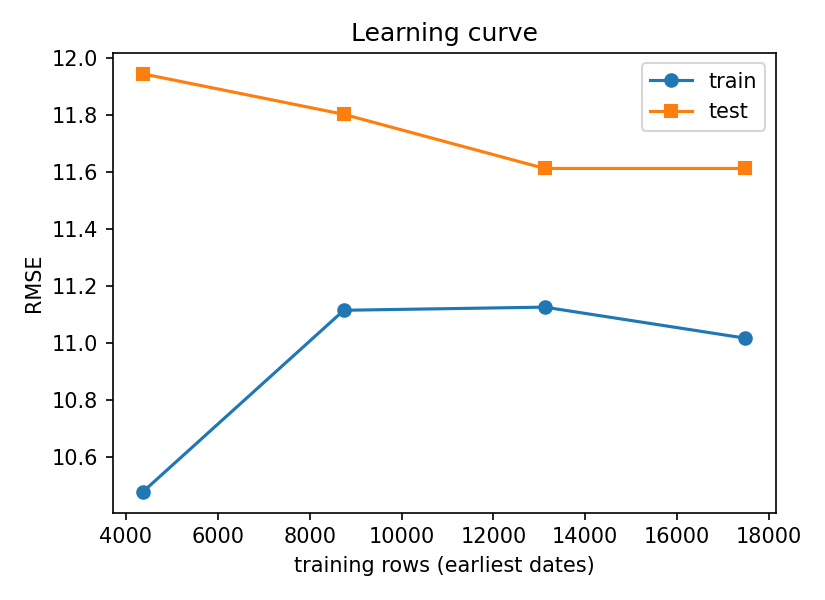 Learning curve
train
test
12.0
11.8
11.6
11.4
11.2
11.0
10.8
10.6
RMSE
4000 6000 8000 10000 12000 14000 16000 18000
training rows (earliest dates)